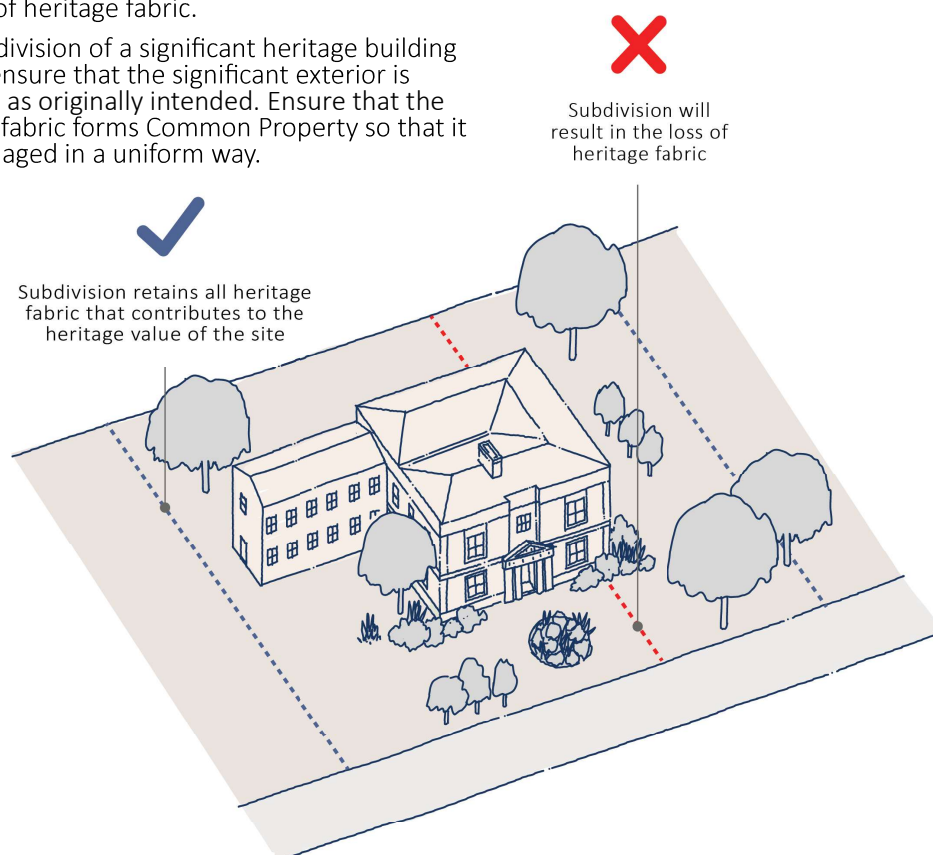 of heritage fabric.
division of a significant heritage building
ensure that the significant exterior is
as originally intended. Ensure that the
fabric forms Common Property so that it
aged in a uniform way.
Subdivision will
result in the loss of
heritage fabric
Subdivision retains all heritage
fabric that contributes to the
heritage value of the site